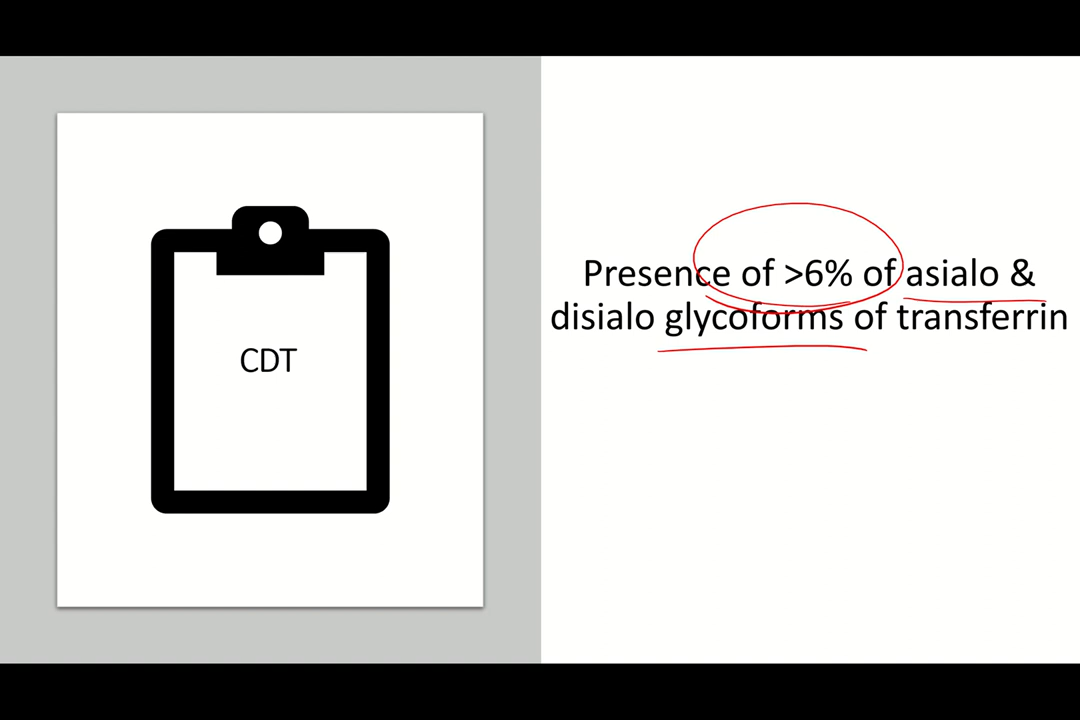 CDT
Presence of >6% of asialo &
disialo glycoforms of transferrin